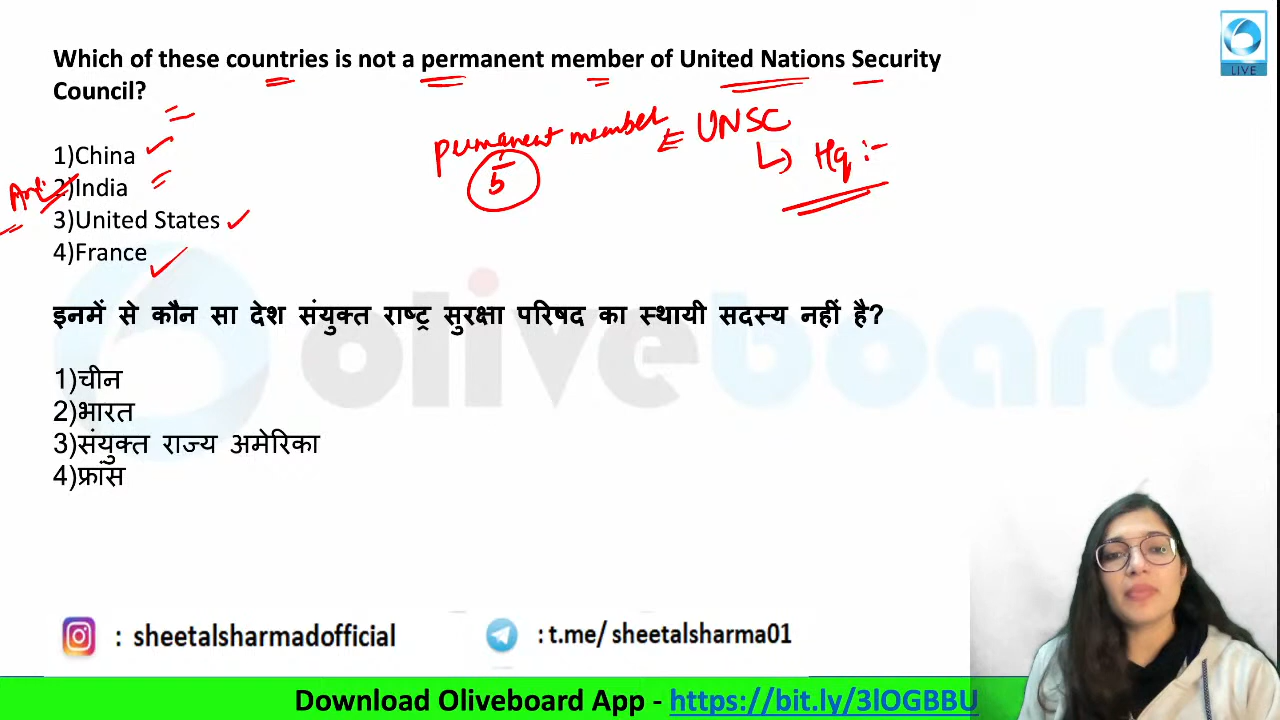 LIVE
Which of these countries is not a permanent member of United Nations Security
Council?
permanent member
UNSC
5
Hq :-
1)China
Ans
2)India
3)United States
4)France
इनमें से कौन सा देश संयुक्त राष्ट्र सुरक्षा परिषद का स्थायी सदस्य नहीं है?
oliveboard
1)चीन
2)भारत
3)संयुक्त राज्य अमेरिका
4)फ्रांस
: sheetalsharmadofficial
: t.me/ sheetalsharma01
Download Oliveboard App - https://bit.ly/3lOGBBU